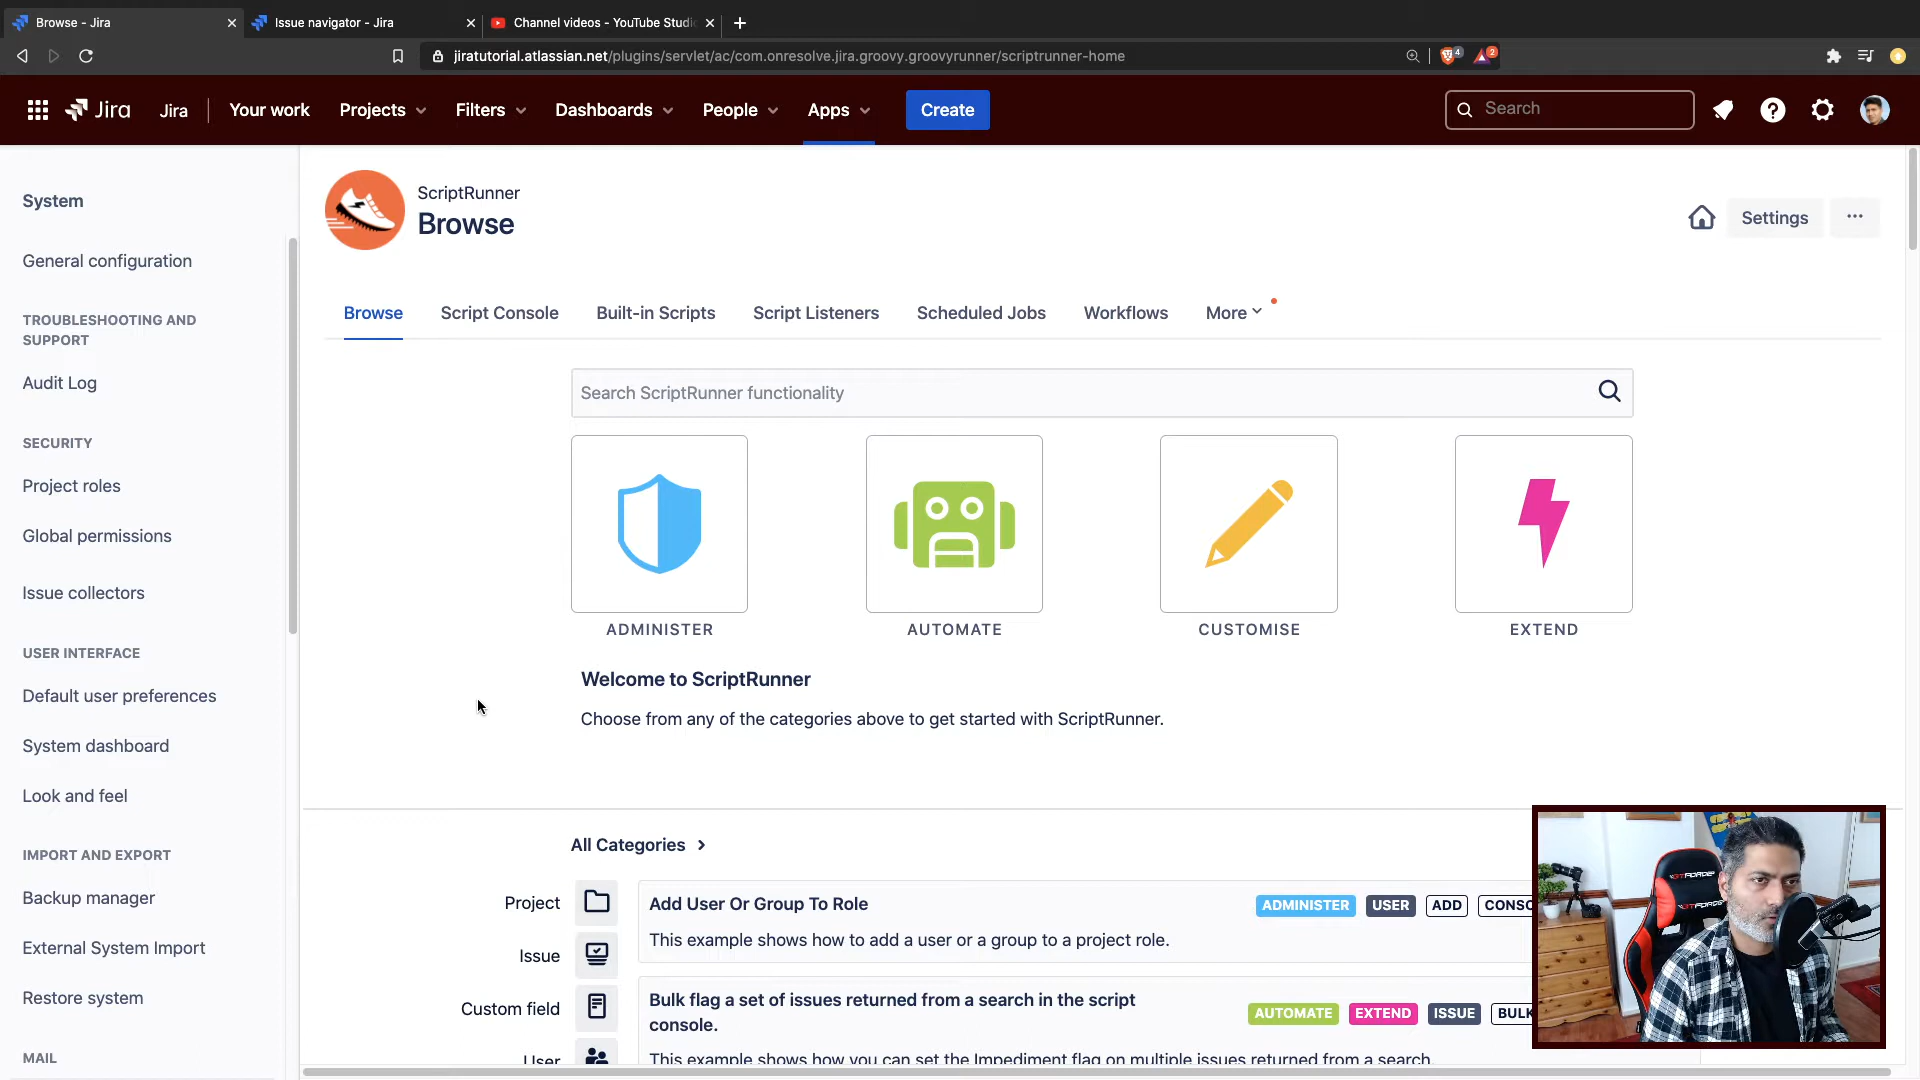 Browse - Jira
Issue navigator - Jira
Channel videos - YouTube Studi
jiratutorial.atlassian.net/plugins/servlet/ac/com.onresolve.jira.groovy.groovyrunner/scriptrunner-home
4
2
Jira
Jira
Your work
Projects
Filters
Dashboards
People
Apps
Create
Search
System
General configuration
TROUBLESHOOTING AND
SUPPORT
Audit Log
SECURITY
Project roles
Global permissions
Issue collectors
USER INTERFACE
Default user preferences
System dashboard
Look and feel
IMPORT AND EXPORT
Backup manager
External System Import
Restore system
MAIL
ScriptRunner
Browse
Settings
Browse
Script Console
Built-in Scripts
Script Listeners
Scheduled Jobs
Workflows
More
Search ScriptRunner functionality
ADMINISTER
AUTOMATE
CUSTOMISE
EXTEND
Welcome to ScriptRunner
Choose from any of the categories above to get started with ScriptRunner.
All Categories
Project
Issue
Custom field
User
Add User Or Group To Role
ADMINISTER
USER
ADD
CONSO
This example shows how to add a user or a group to a project role.
Bulk flag a set of issues returned from a search in the script
console.
AUTOMATE
EXTEND
ISSUE
BULK
This example shows how you can set the Impediment flag on multiple issues returned from a search.